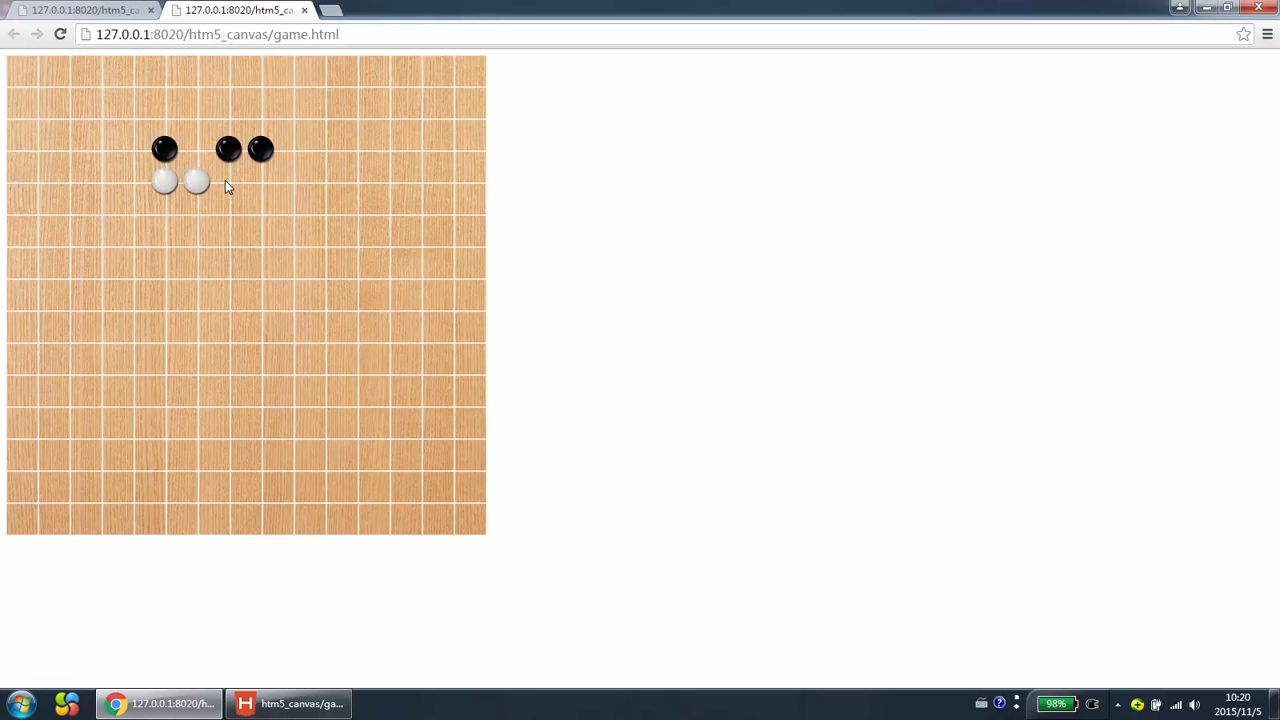 127.0.0.1:8020/htm5_ca
127.0.0.1:8020/htm5_ca
127.0.0.1:8020/htm5_canvas/game.html
127.0.0.1:8020/h...
H
htm5_canvas/ga...
98%
10:20
2015/11/5